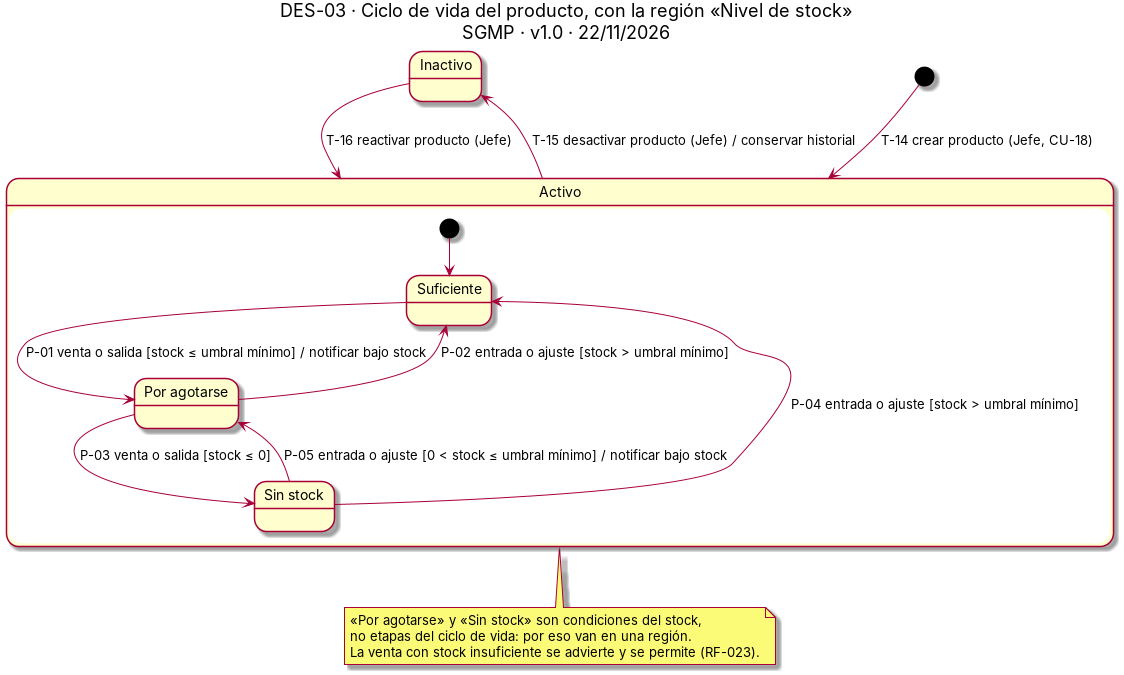 DES-03 · Ciclo de vida del producto, con la región «Nivel de stock»
SGMP · v1.0 · 22/11/2026
Inactivo
T-16 reactivar producto (Jefe)
T-15 desactivar producto (Jefe) / conservar historial
T-14 crear producto (Jefe, CU-18)
Activo
Suficiente
P-01 venta o salida [stock ≤ umbral mínimo] / notificar bajo stock
P-02 entrada o ajuste [stock > umbral mínimo]
Por agotarse
P-04 entrada o ajuste [stock > umbral mínimo]
P-03 venta o salida [stock ≤ 0]
P-05 entrada o ajuste [0 < stock ≤ umbral mínimo] / notificar bajo stock
Sin stock
«Por agotarse» y «Sin stock» son condiciones del stock,
no etapas del ciclo de vida: por eso van en una región.
La venta con stock insuficiente se advierte y se permite (RF-023).